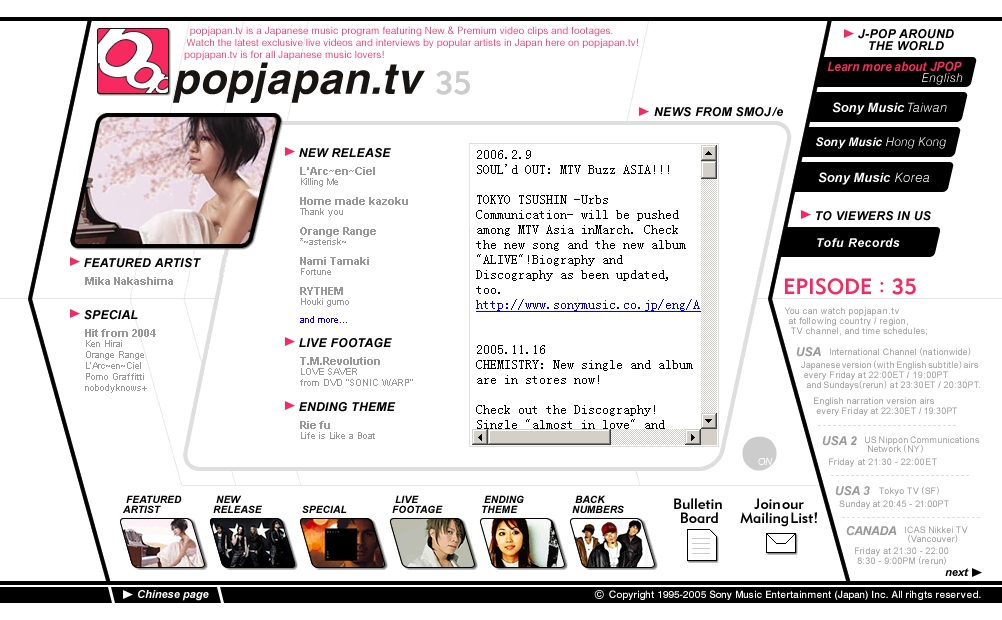 popjapan.tv is a Japanese music program featuring New & Premium video clips and footages.
Watch the latest exclusive live videos and interviews by popular artists in Japan here on popjapan.tv!
popjapan.tv is for all Japanese music lovers!
popjapan.tv 35
NEWS FROM SMOJ/e
J-POP AROUND
THE WORLD
Learn more about JPOP
English
Sony Music Taiwan
Sony Music Hong Kong
Sony Music Korea
TO VIEWERS IN US
Tofu Records
FEATURED ARTIST
Mika Nakashima
SPECIAL
Hit from 2004
Ken Hirai
Orange Range
L'Arc~en~Ciel
Porno Graffitti
nobodyknows+
NEW RELEASE
L'Arc~en~Ciel
Killing Me
Home made kazoku
Thank you
Orange Range
*~asterisk~
Nami Tamaki
Fortune
RYTHEM
Houki gumo
and more...
LIVE FOOTAGE
T.M.Revolution
LOVE SAVER
from DVD "SONIC WARP"
ENDING THEME
Rie fu
Life is Like a Boat
2006.2.9
SOUL'd OUT: MTV Buzz ASIA!!!
TOKYO TSUSHIN -Urbs
Communication- will be pushed
among MTV Asia inMarch. Check
the new song and the new album
"ALIVE"!Biography and
Discography as been updated,
too.
http://www.sonymusic.co.jp/eng/A
2005.11.16
CHEMISTRY: New single and album
are in stores now!
Check out the Discography!
Single "almost in love" and
ON
EPISODE : 35
You can watch popjapan.tv
at following country / region,
TV channel, and time schedules;
USA International Channel (nationwide)
Japanese version (with English subtitle) airs
every Friday at 22:00ET / 19:00PT
and Sundays(rerun) at 23:30ET / 20:30PT.
English narration version airs
every Friday at 22:30ET / 19:30PT
USA 2 US Nippon Communications
Network (NY)
Friday at 21:30 - 22:00ET
USA 3 Tokyo TV (SF)
Sunday at 20:45 - 21:00PT
CANADA ICAS Nikkei TV
(Vancouver)
Friday at 21:30 - 22:00
8:30 - 9:00PM (rerun)
next
FEATURED
ARTIST
NEW
RELEASE
SPECIAL
LIVE
FOOTAGE
ENDING
THEME
BACK
NUMBERS
Bulletin
Board
Join our
Mailing List!
Chinese page
© Copyright 1995-2005 Sony Music Entertainment (Japan) Inc. All rihgts reserved.